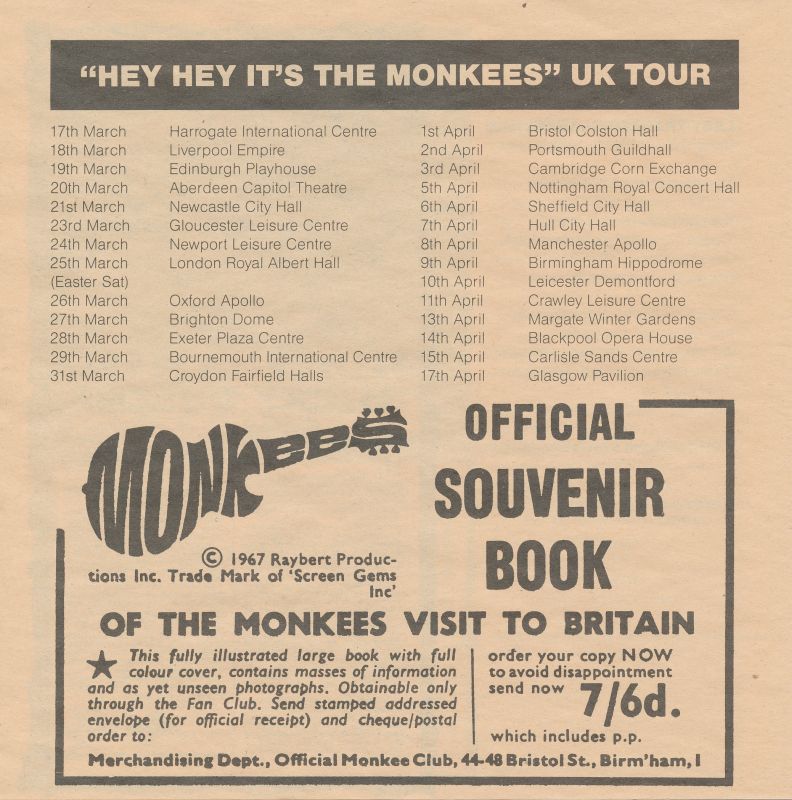 “HEY HEY IT’S THE MONKEES” UK TOUR
17th March Harrogate International Centre
18th March Liverpool Empire
19th March Edinburgh Playhouse
20th March Aberdeen Capitol Theatre
21st March Newcastle City Hall
23rd March Gloucester Leisure Centre
24th March Newport Leisure Centre
25th March London Royal Albert Hall
(Easter Sat)
26th March Oxford Apollo
27th March Brighton Dome
28th March Exeter Plaza Centre
29th March Bournemouth International Centre
31st March Croydon Fairfield Halls
1st April Bristol Colston Hall
2nd April Portsmouth Guildhall
3rd April Cambridge Corn Exchange
5th April Nottingham Royal Concert Hall
6th April Sheffield City Hall
7th April Hull City Hall
8th April Manchester Apollo
9th April Birmingham Hippodrome
10th April Leicester Demontford
11th April Crawley Leisure Centre
13th April Margate Winter Gardens
14th April Blackpool Opera House
15th April Carlisle Sands Centre
17th April Glasgow Pavilion
MONKEES
© 1967 Raybert Produc-
tions Inc. Trade Mark of ‘Screen Gems
Inc’
OFFICIAL
SOUVENIR
BOOK
OF THE MONKEES VISIT TO BRITAIN
★ This fully illustrated large book with full
colour cover, contains masses of information
and as yet unseen photographs. Obtainable only
through the Fan Club. Send stamped addressed
envelope (for official receipt) and cheque/postal
order to:
order your copy NOW
to avoid disappointment
send now 7/6d.
which includes p.p.
Merchandising Dept., Official Monkee Club, 44-48 Bristol St., Birm’ham, 1